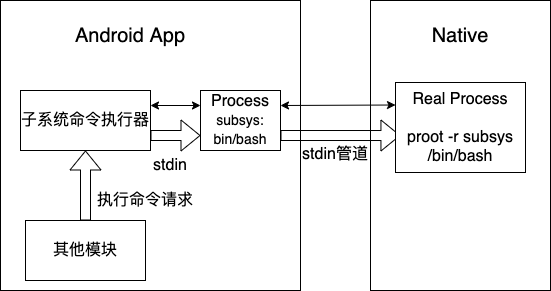 Android App
Native
子系统命令执行器
Process
subsys:
bin/bash
Real Process
proot -r subsys
/bin/bash
stdin
stdin管道
执行命令请求
其他模块